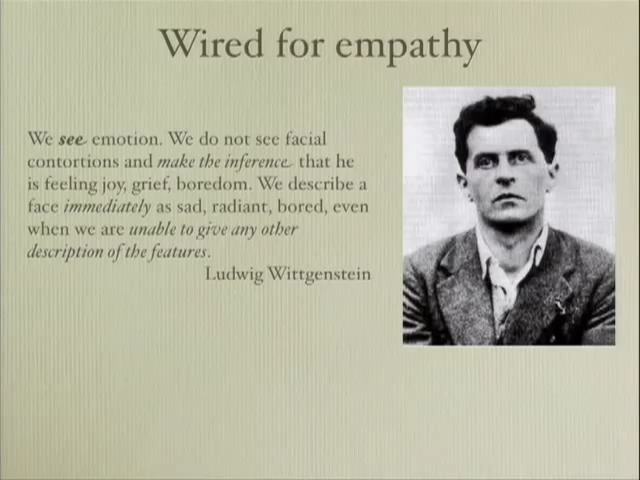 Wired for empathy
We see emotion. We do not see facial
contortions and make the inference that he
is feeling joy, grief, boredom. We describe a
face immediately as sad, radiant, bored, even
when we are unable to give any other
description of the features.
Ludwig Wittgenstein